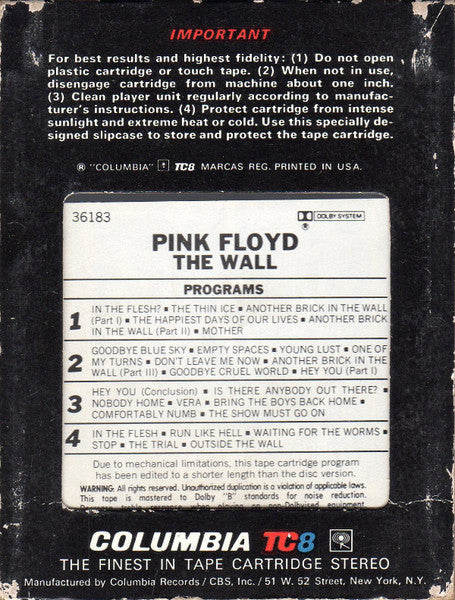 IMPORTANT
For best results and highest fidelity: (1) Do not open
plastic cartridge or touch tape. (2) When not in use,
disengage cartridge from machine about one inch.
(3) Clean player unit regularly according to manufac-
turer's instructions. (4) Protect cartridge from intense
sunlight and extreme heat or cold. Use this specially de-
signed slipcase to store and protect the tape cartridge.
® "COLUMBIA" TC8 MARCAS REG. PRINTED IN U.S.A.
36183
DOLBY SYSTEM
®
PINK FLOYD
THE WALL
PROGRAMS
1 IN THE FLESH? ▪ THE THIN ICE ▪ ANOTHER BRICK IN THE WALL
(Part I) ▪ THE HAPPIEST DAYS OF OUR LIVES ▪ ANOTHER
BRICK IN THE WALL (Part II) ▪ MOTHER
2 GOODBYE BLUE SKY ▪ EMPTY SPACES ▪ YOUNG LUST ▪ ONE OF
MY TURNS ▪ DON'T LEAVE ME NOW ▪ ANOTHER BRICK IN THE
WALL (Part III) ▪ GOODBYE CRUEL WORLD ▪ HEY YOU (Part I)
3 HEY YOU (Conclusion) ▪ IS THERE ANYBODY OUT THERE? ▪
NOBODY HOME ▪ VERA ▪ BRING THE BOYS BACK HOME ▪
COMFORTABLY NUMB ▪ THE SHOW MUST GO ON
4 IN THE FLESH ▪ RUN LIKE HELL ▪ WAITING FOR THE WORMS ▪
STOP ▪ THE TRIAL ▪ OUTSIDE THE WALL
Due to mechanical limitations, this tape cartridge program
has been edited to a shorter length than the disc version.
WARNING: All rights reserved. Unauthorized duplication is a violation of applicable laws.
This tape is mastered to Dolby "B" standards for noise reduction.
COLUMBIA TC8
THE FINEST IN TAPE CARTRIDGE STEREO
Manufactured by Columbia Records / CBS, Inc. / 51 W. 52 Street, New York, N.Y.